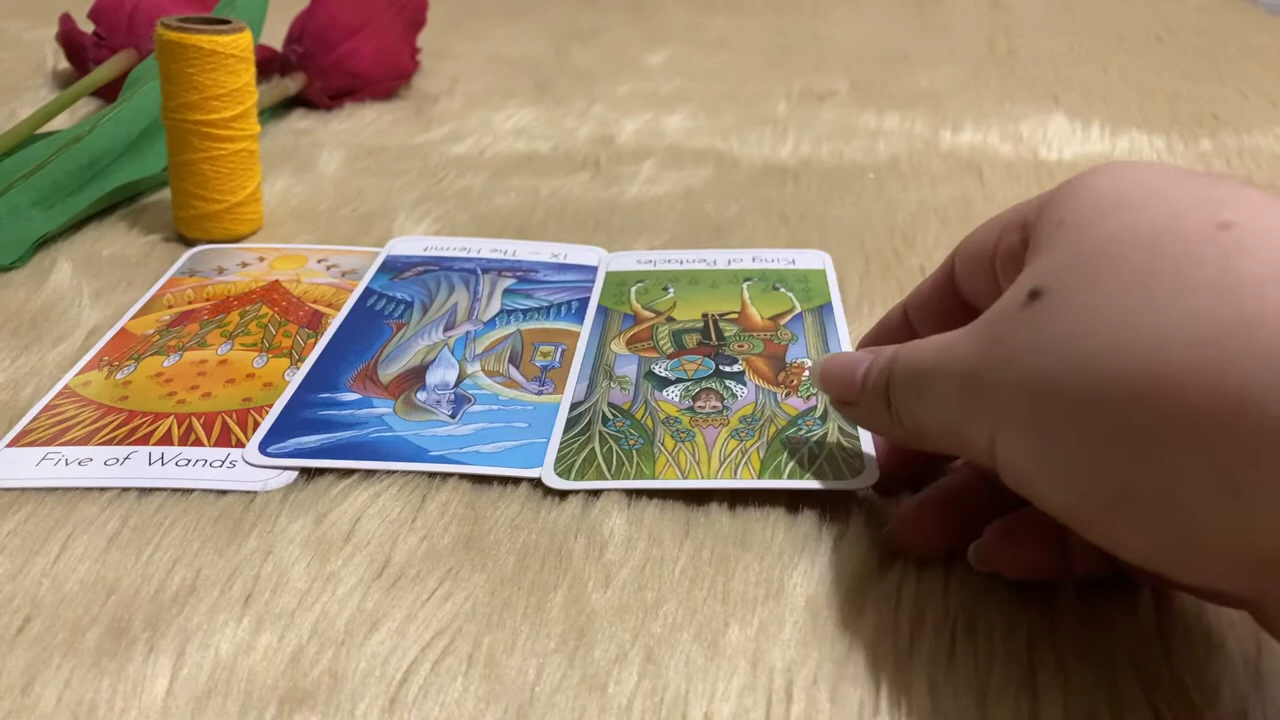 Five of Wands
IX – The Hermit
King of Pentacles